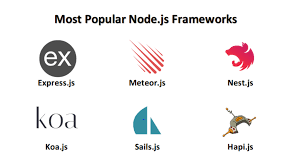 Most Popular Node.js Frameworks
ex
Express.js
Meteor.js
Nest.js
koa
Koa.js
Sails.js
Hapi.js